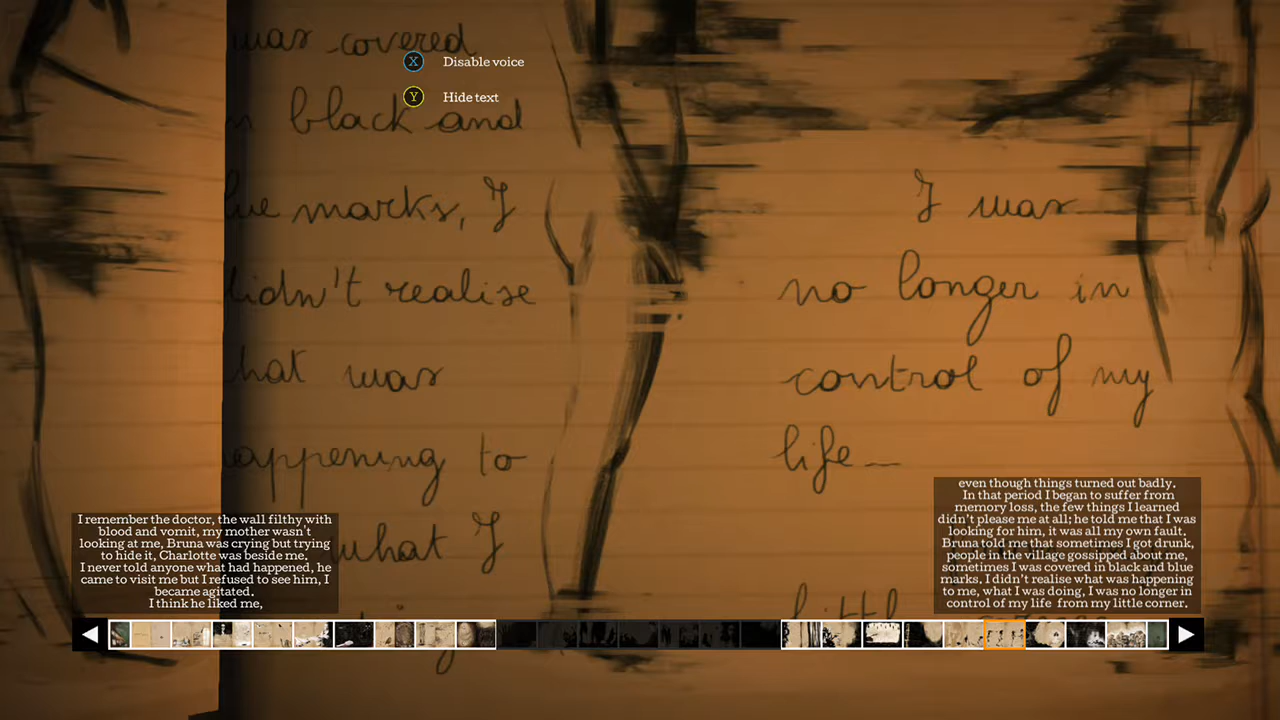 was covered
Disable voice
Hide text
black and
marks, I
didn't realise
was
happening to
what I
I was
no longer in
control of my
life
I remember the doctor, the wall filthy with
blood and vomit, my mother wasn't
looking at me, Bruna was crying but trying
to hide it, Charlotte was beside me.
I never told anyone what had happened, he
came to visit me but I refused to see him, I
became agitated.
I think he liked me,
even though things turned out badly.
In that period I began to suffer from
memory loss, the few things I learned
didn't please me at all; he told me that I was
looking for him, it was all my own fault,
Bruna told me that sometimes I got drunk,
people in the village gossipped about me,
sometimes I was covered in black and blue
marks. I didn't realise what was happening
to me, what I was doing, I was no longer in
control of my life from my little corner.